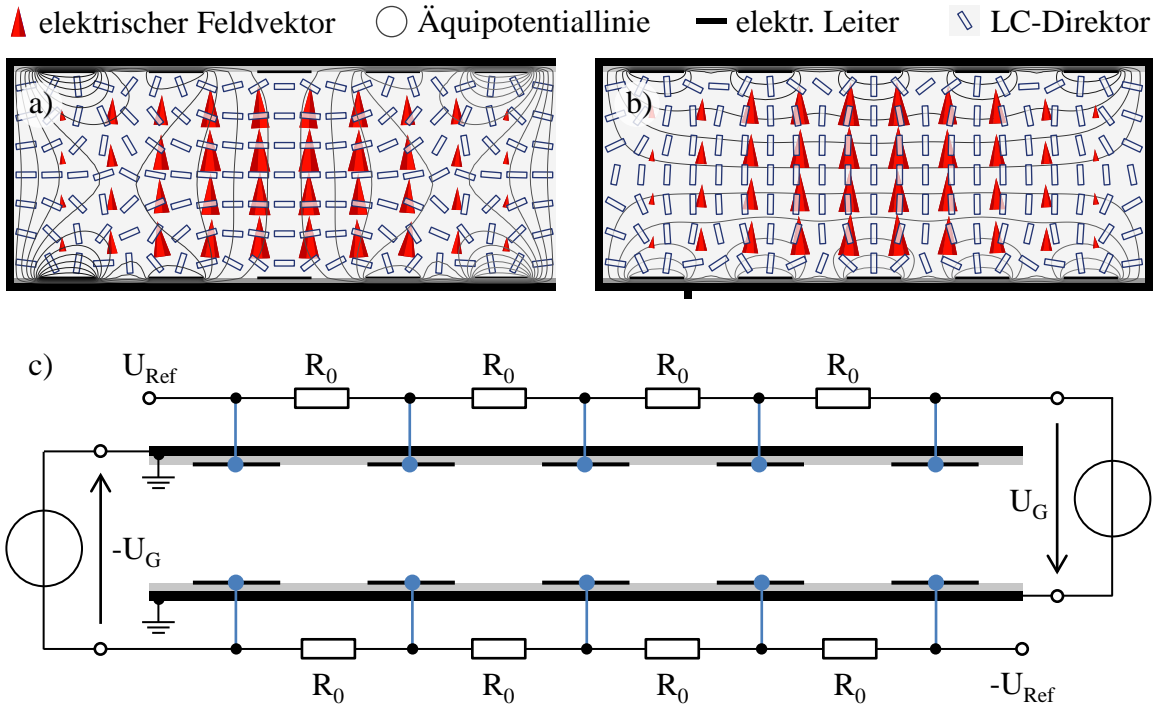 elektrischer Feldvektor Äquipotentiallinie elektr. Leiter LC-Direktor
a) b)
c)
U_Ref R_0 R_0 R_0 R_0
-U_G U_G
R_0 R_0 R_0 R_0 -U_Ref